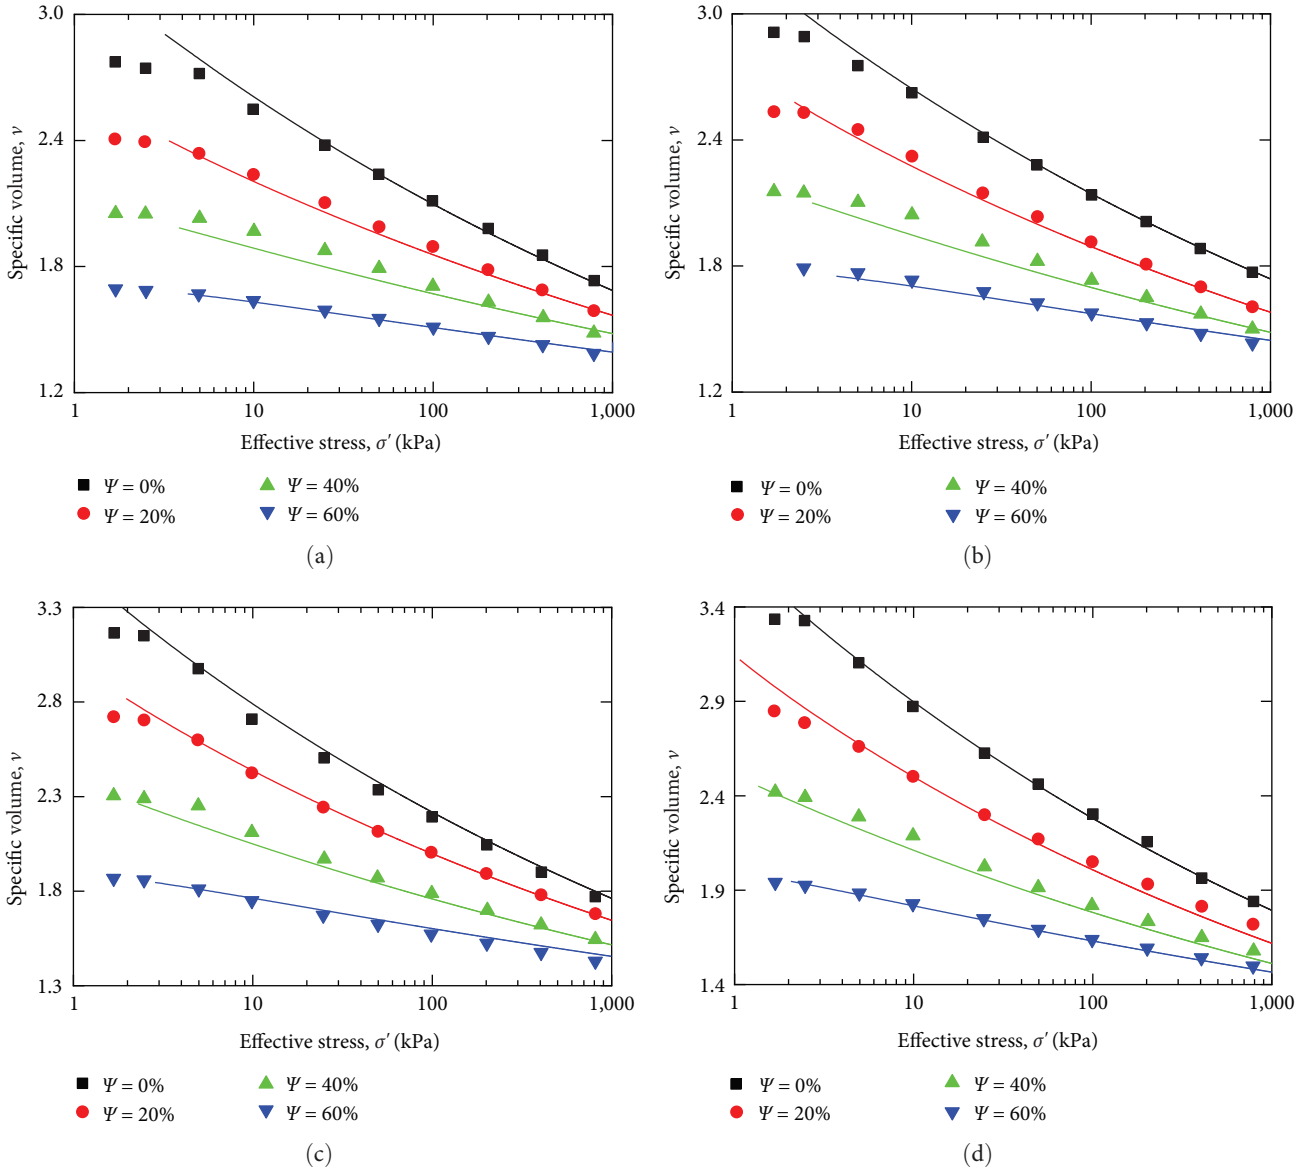 3.0
2.4
1.8
1.2
Specific volume, v
1
10
100
1,000
Effective stress, σ′ (kPa)
Ψ = 0%
Ψ = 20%
Ψ = 40%
Ψ = 60%
(a)
3.0
2.4
1.8
1.2
Specific volume, v
1
10
100
1,000
Effective stress, σ′ (kPa)
Ψ = 0%
Ψ = 20%
Ψ = 40%
Ψ = 60%
(b)
3.3
2.8
2.3
1.8
1.3
Specific volume, v
1
10
100
1,000
Effective stress, σ′ (kPa)
Ψ = 0%
Ψ = 20%
Ψ = 40%
Ψ = 60%
(c)
3.4
2.9
2.4
1.9
1.4
Specific volume, v
1
10
100
1,000
Effective stress, σ′ (kPa)
Ψ = 0%
Ψ = 20%
Ψ = 40%
Ψ = 60%
(d)